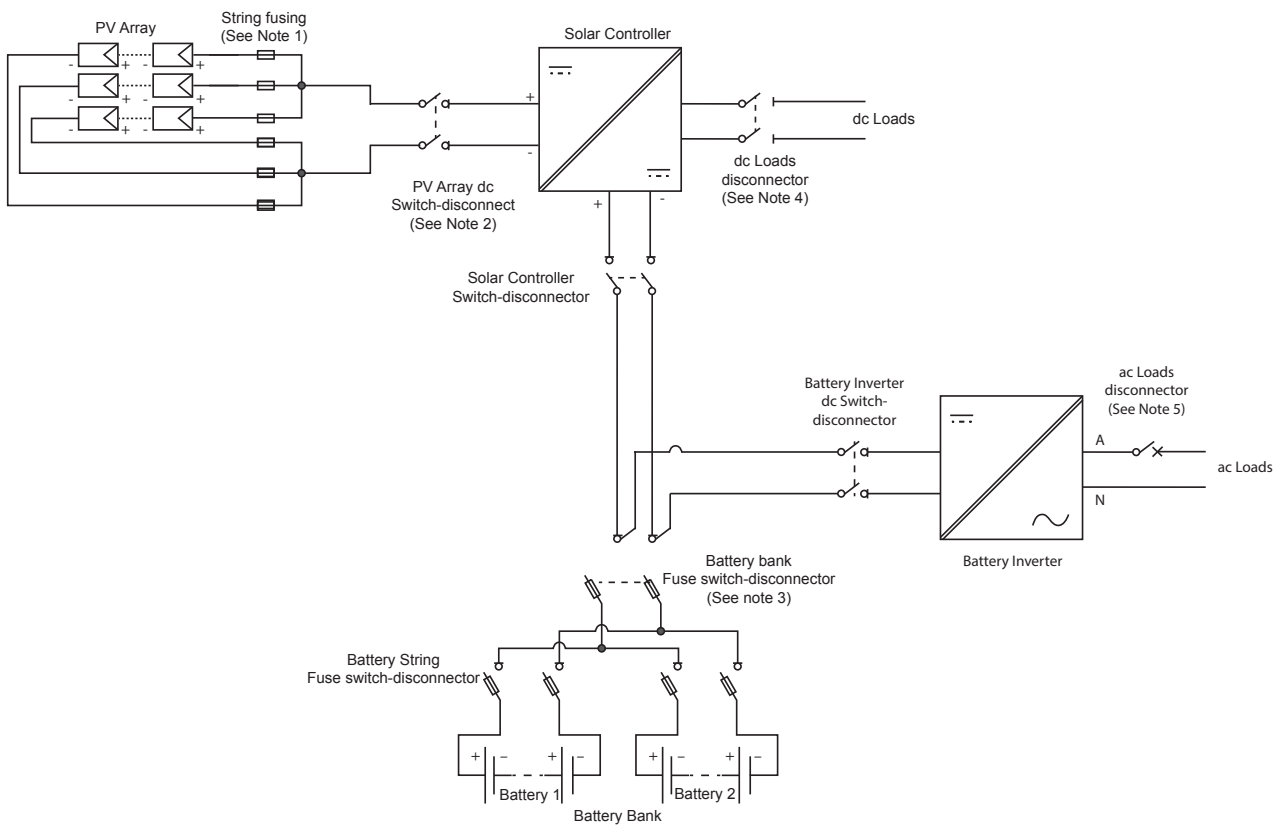 PV Array
String fusing
(See Note 1)
Solar Controller
- + - +
- + - +
- + - +
+
-
dc Loads
PV Array dc
Switch-disconnect
(See Note 2)
dc Loads
disconnector
(See Note 4)
+ -
Solar Controller
Switch-disconnector
Battery Inverter
dc Switch-
disconnector
ac Loads
disconnector
(See Note 5)
A
N
ac Loads
Battery Inverter
Battery bank
Fuse switch-disconnector
(See note 3)
Battery String
Fuse switch-disconnector
+ - + - + - + -
Battery 1
Battery 2
Battery Bank